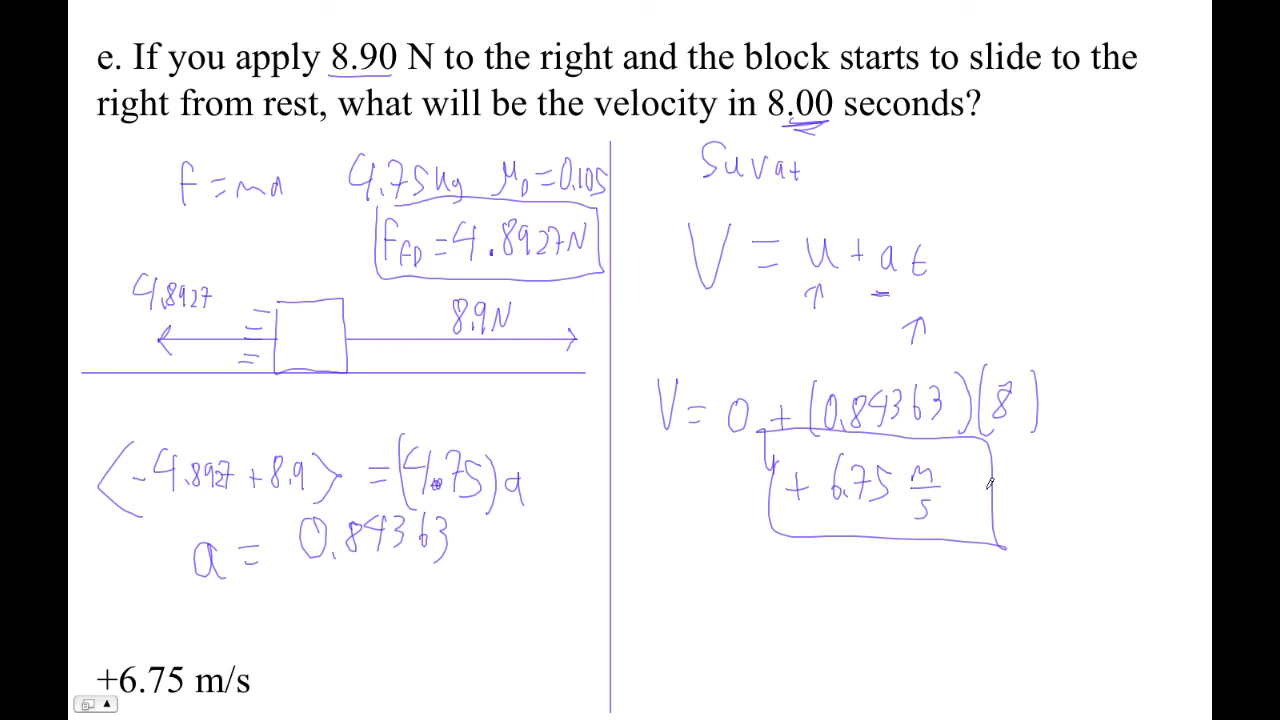 e. If you apply 8.90 N to the right and the block starts to slide to the
right from rest, what will be the velocity in 8.00 seconds?
F = ma
4.75 kg μD = 0.105
FFD = 4.8927N
4.8927
8.9N
<-4.8927 + 8.9> = (4.75)a
a = 0.84363
Suvat
V = u + at
V = 0 + (0.84363)(8)
+ 6.75 m/s
+6.75 m/s